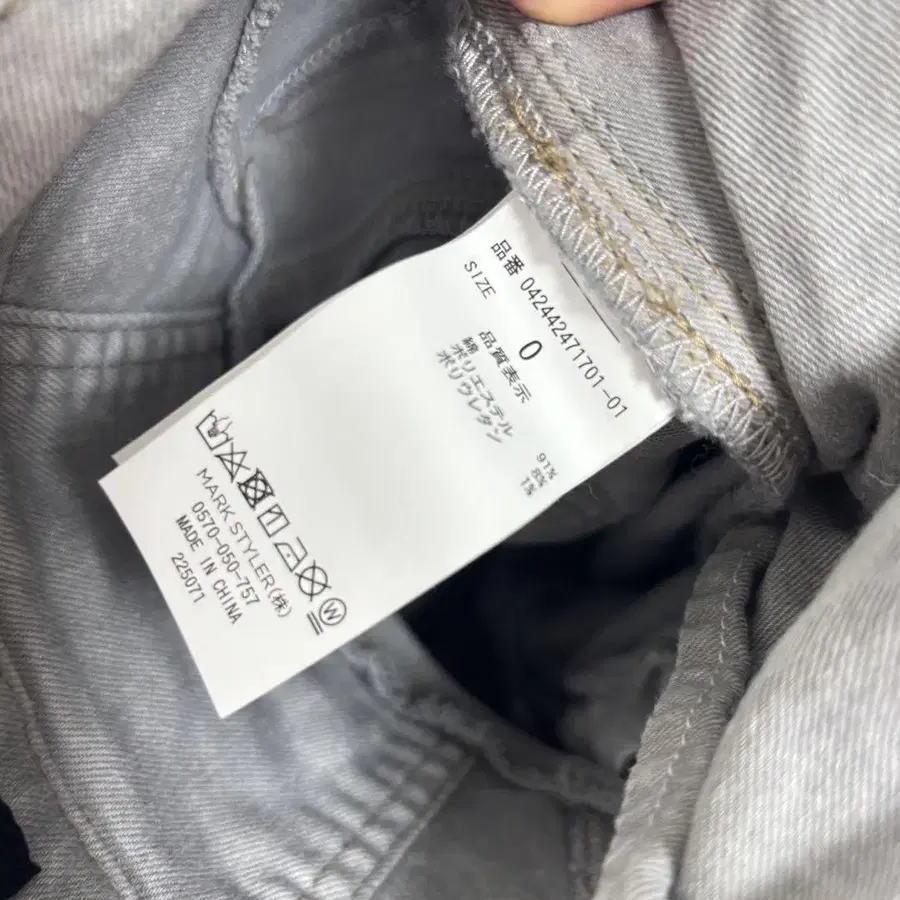 品番 042442471701-01
SIZE 0
品質表示
綿 91%
ポリエステル 8%
ポリウレタン 1%
W
MARK STYLER(株)
0570-050-757
MADE IN CHINA
225071